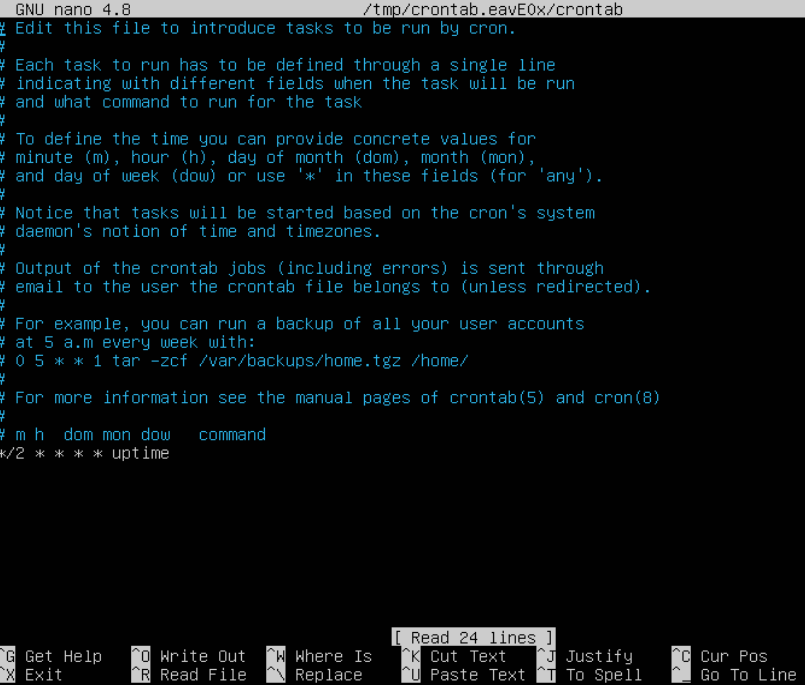 GNU nano 4.8 /tmp/crontab.eavE0x/crontab
# Edit this file to introduce tasks to be run by cron.
#
# Each task to run has to be defined through a single line
# indicating with different fields when the task will be run
# and what command to run for the task
#
# To define the time you can provide concrete values for
# minute (m), hour (h), day of month (dom), month (mon),
# and day of week (dow) or use '*' in these fields (for 'any').
#
# Notice that tasks will be started based on the cron's system
# daemon's notion of time and timezones.
#
# Output of the crontab jobs (including errors) is sent through
# email to the user the crontab file belongs to (unless redirected).
#
# For example, you can run a backup of all your user accounts
# at 5 a.m every week with:
# 0 5 * * 1 tar -zcf /var/backups/home.tgz /home/
#
# For more information see the manual pages of crontab(5) and cron(8)
#
# m h  dom mon dow   command
*/2 * * * * uptime
[ Read 24 lines ]
^G Get Help ^O Write Out ^W Where Is ^K Cut Text ^J Justify ^C Cur Pos
^X Exit ^R Read File ^\ Replace ^U Paste Text ^T To Spell ^_ Go To Line